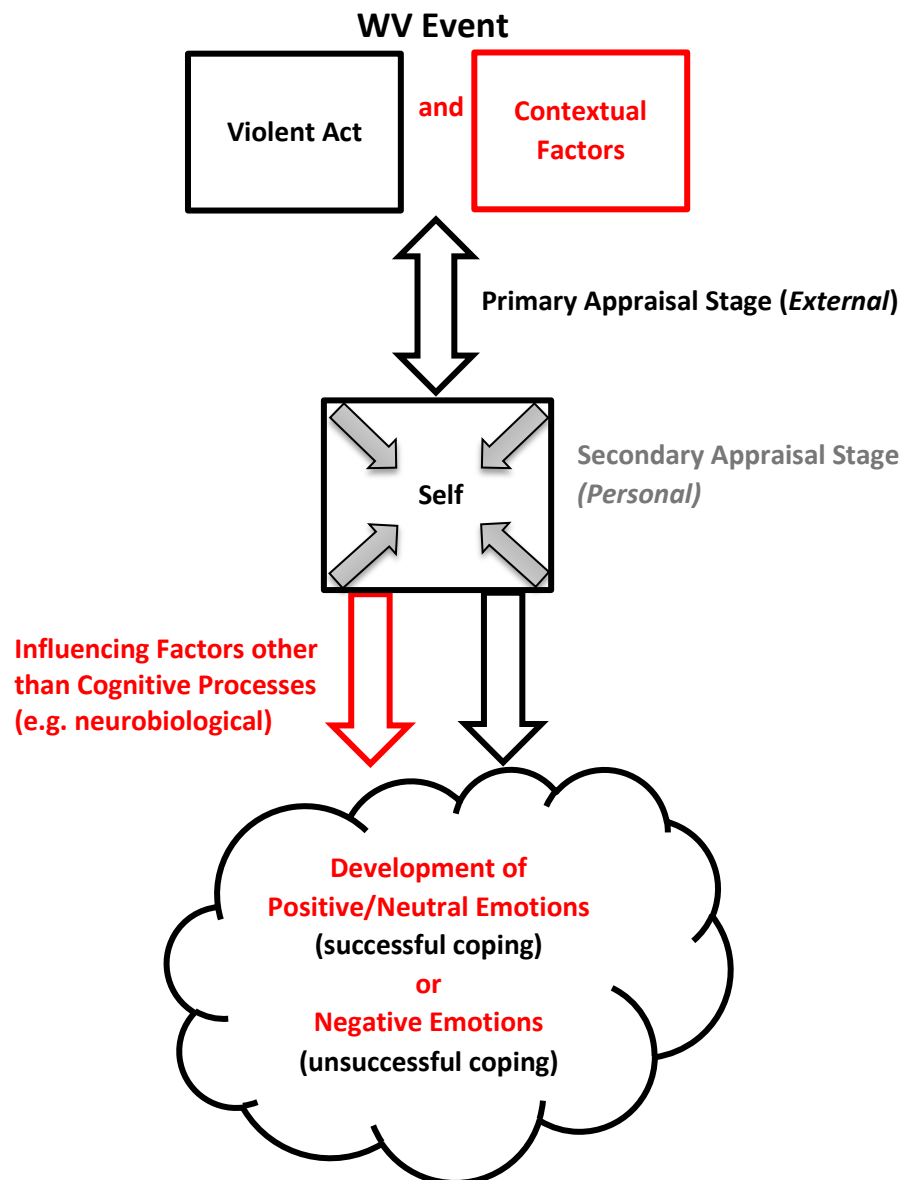 WV Event
Violent Act
and
Contextual
Factors
Primary Appraisal Stage (External)
Self
Secondary Appraisal Stage
(Personal)
Influencing Factors other
than Cognitive Processes
(e.g. neurobiological)
Development of
Positive/Neutral Emotions
(successful coping)
or
Negative Emotions
(unsuccessful coping)